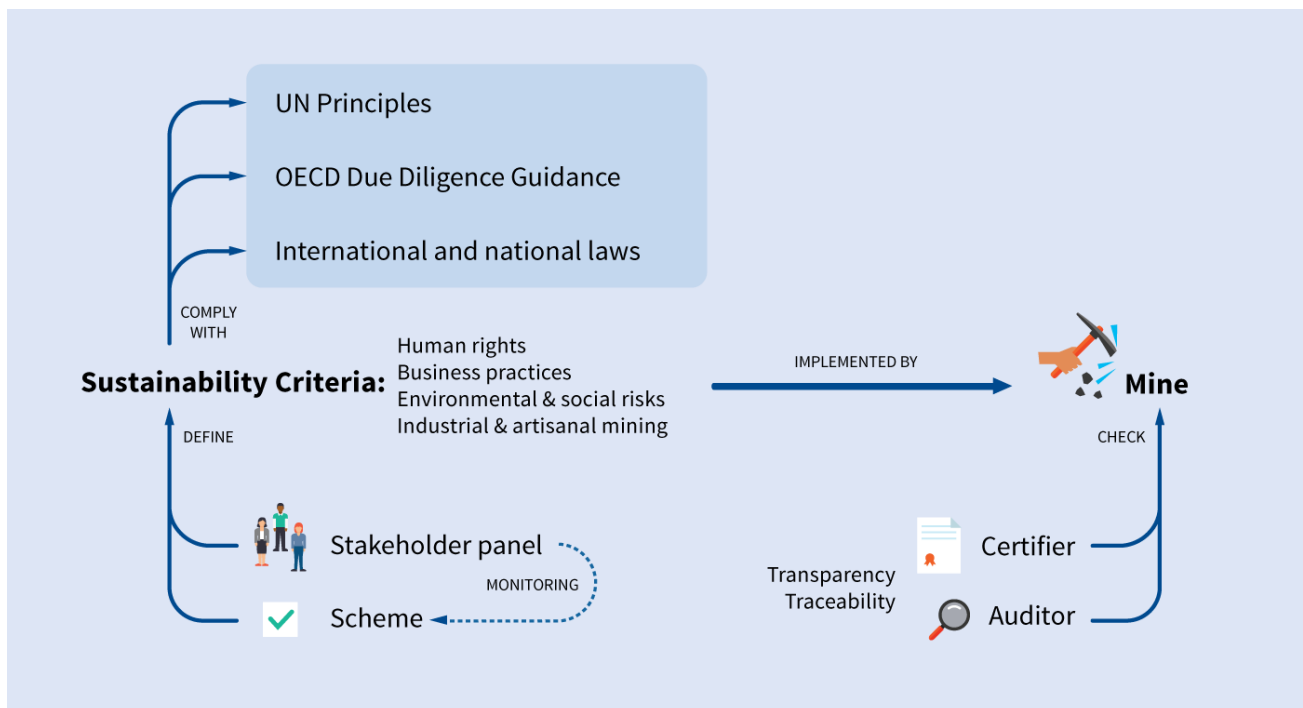 UN Principles
OECD Due Diligence Guidance
International and national laws
COMPLY
WITH
Sustainability Criteria:
Human rights
Business practices
Environmental & social risks
Industrial & artisanal mining
IMPLEMENTED BY
Mine
DEFINE
CHECK
Stakeholder panel
MONITORING
Scheme
Certifier
Transparency
Traceability
Auditor